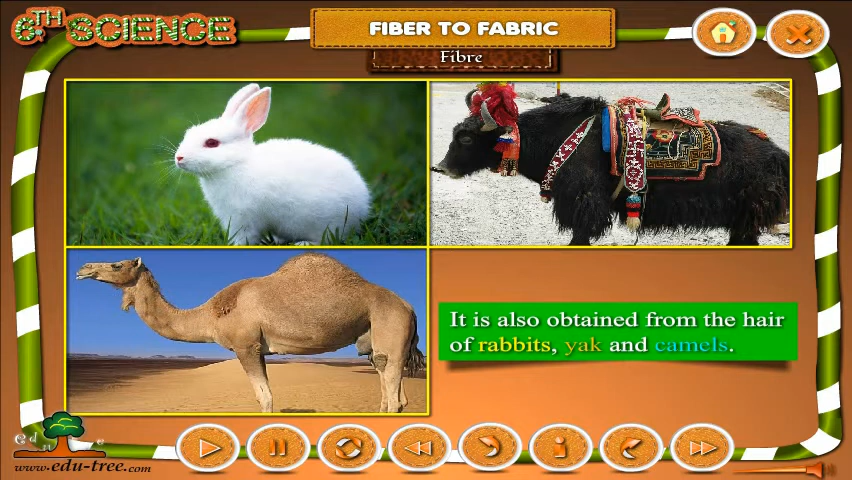 6TH SCIENCE
FIBER TO FABRIC
Fibre
It is also obtained from the hair
of rabbits, yak and camels.
www.edu-tree.com